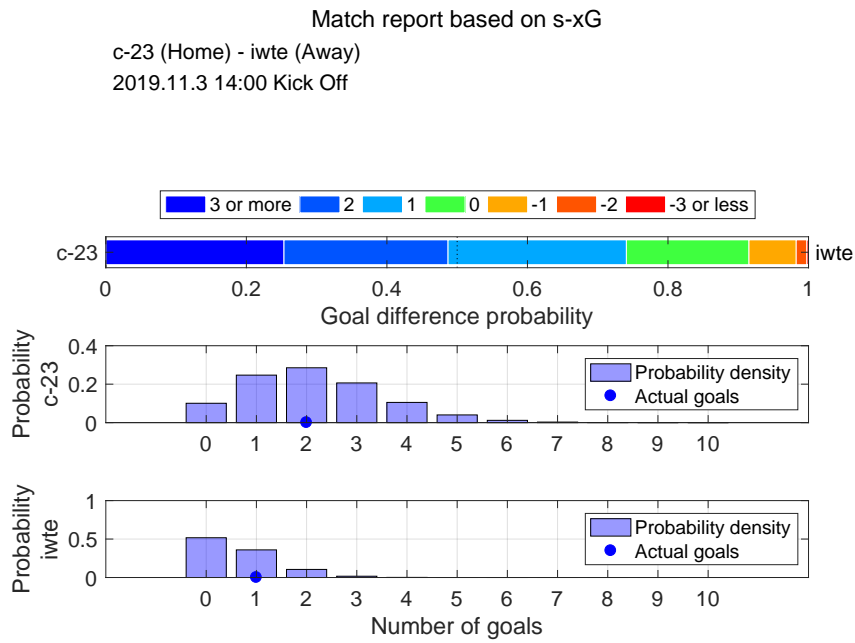 Match report based on s-xG
c-23 (Home) - iwte (Away)
2019.11.3 14:00 Kick Off
3 or more 2 1 0 -1 -2 -3 or less
c-23 iwte
0 0.2 0.4 0.6 0.8 1
Goal difference probability
Probability
c-23
0.4
0.2
0
Probability density
Actual goals
0 1 2 3 4 5 6 7 8 9 10
Probability
iwte
1
0.5
0
Probability density
Actual goals
0 1 2 3 4 5 6 7 8 9 10
Number of goals